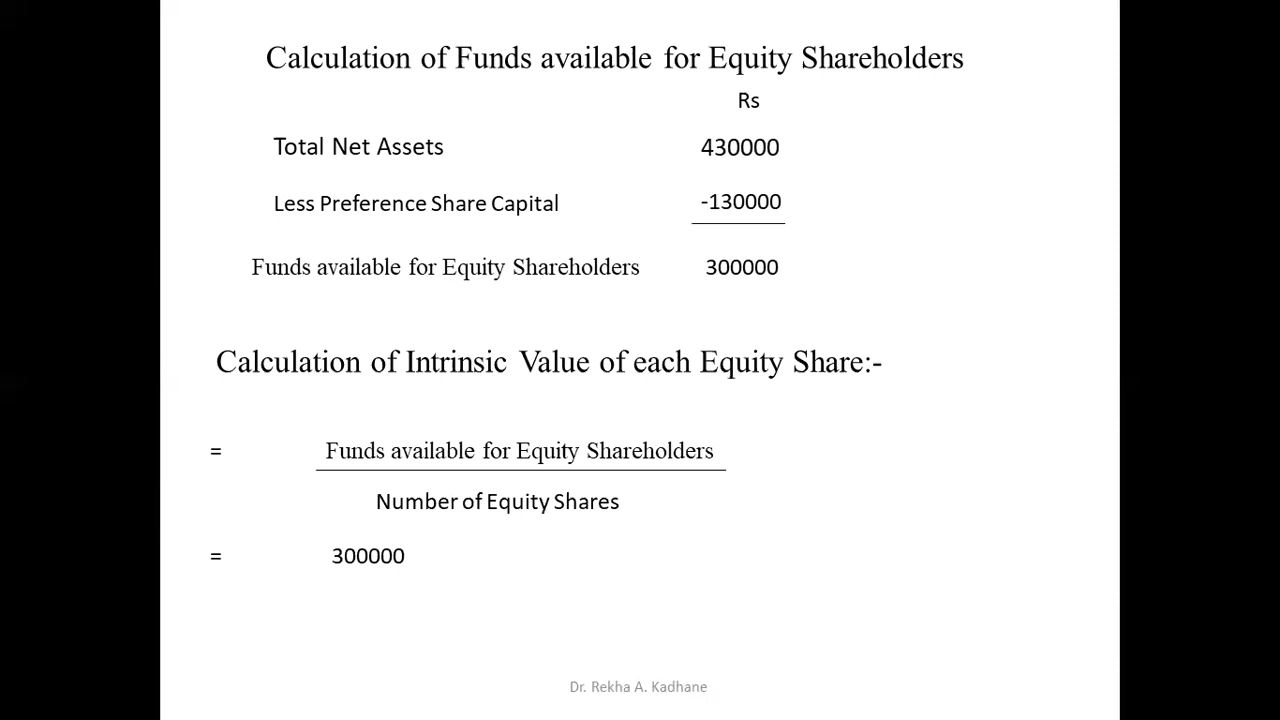 Calculation of Funds available for Equity Shareholders
Rs
Total Net Assets 430000
Less Preference Share Capital -130000
Funds available for Equity Shareholders 300000
Calculation of Intrinsic Value of each Equity Share:-
= Funds available for Equity Shareholders
Number of Equity Shares
= 300000
Dr. Rekha A. Kadhane